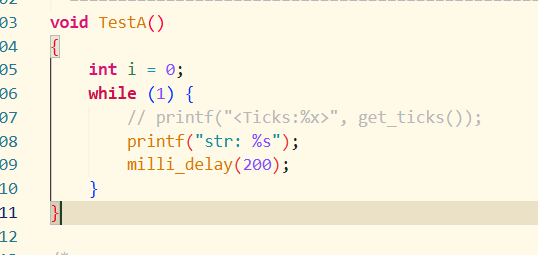 02
03 void TestA()
04 {
05 int i = 0;
06 while (1) {
07 // printf("<Ticks:%x>", get_ticks());
08 printf("str: %s");
09 milli_delay(200);
10 }
11 }
12
/*